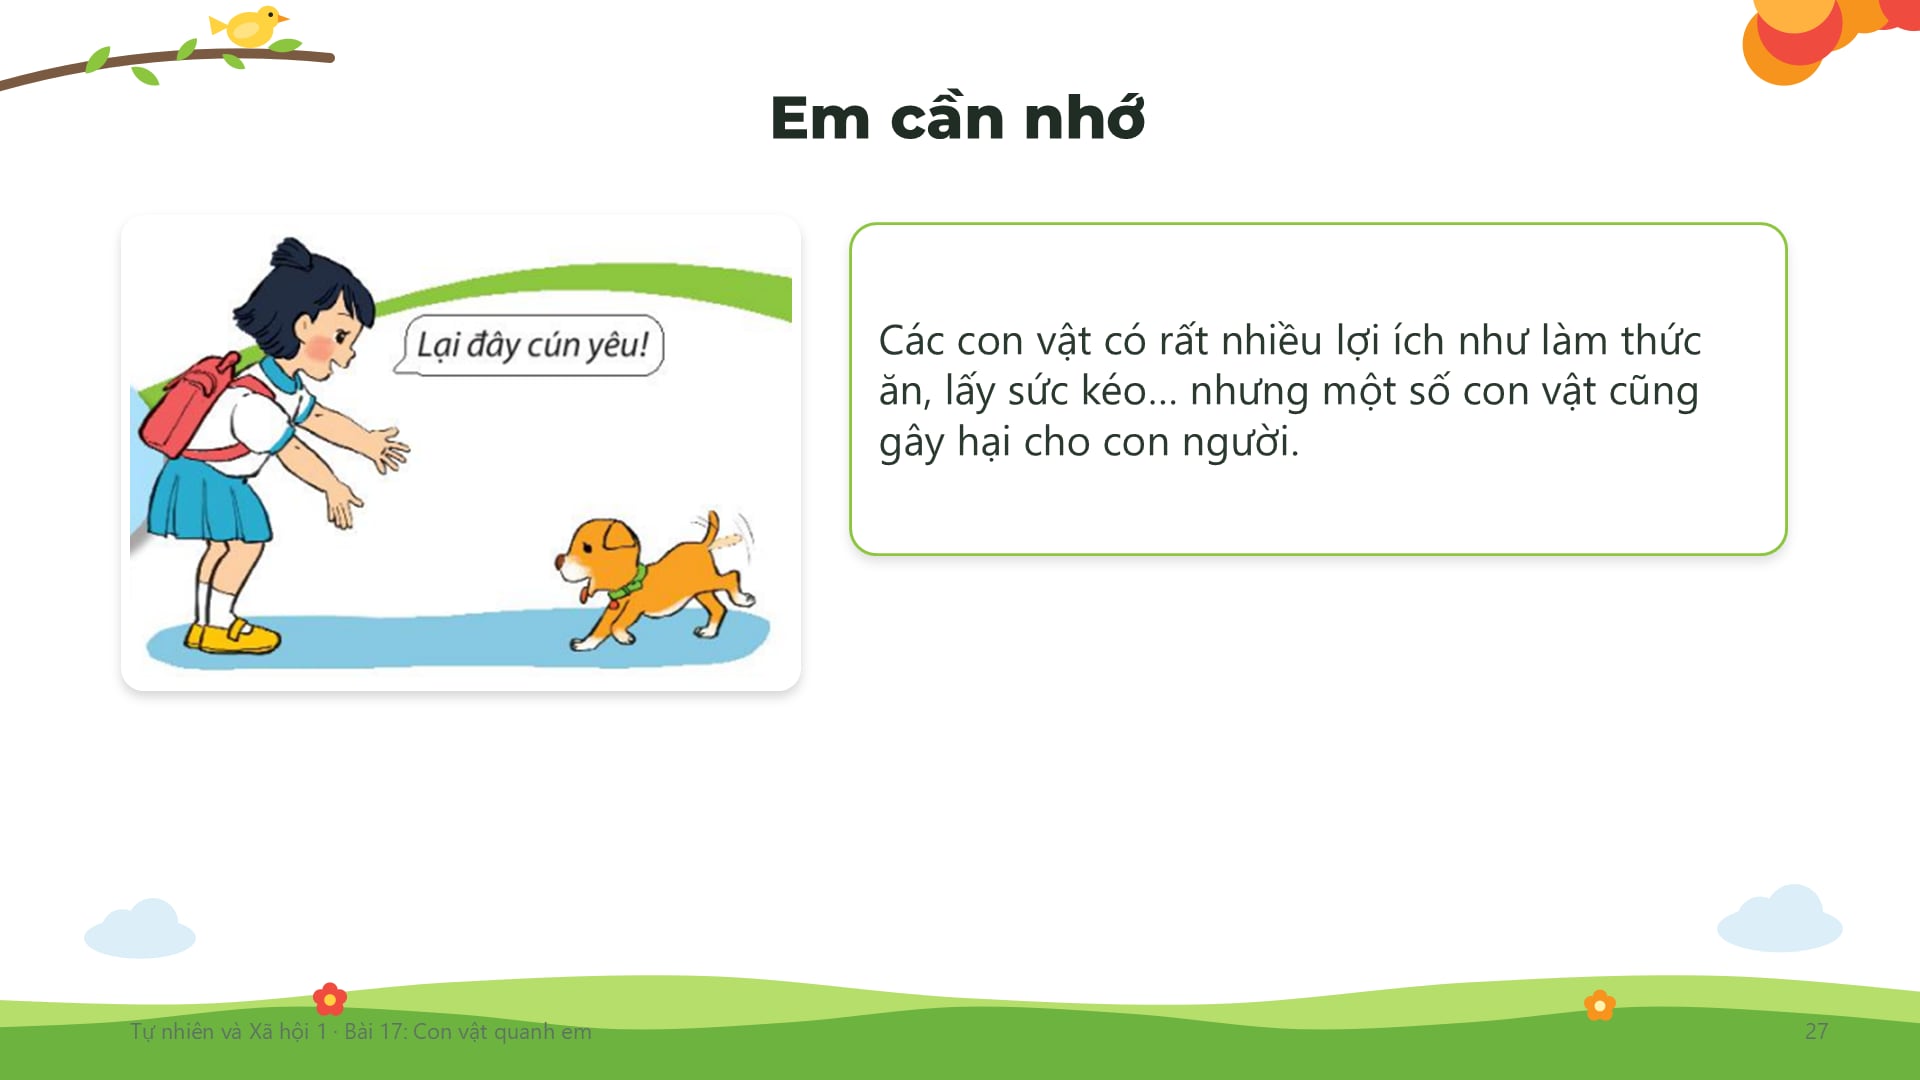 Em cần nhớ
Lại đây cún yêu!
Các con vật có rất nhiều lợi ích như làm thức
ăn, lấy sức kéo... nhưng một số con vật cũng
gây hại cho con người.
Tự nhiên và Xã hội 1 · Bài 17: Con vật quanh em
27